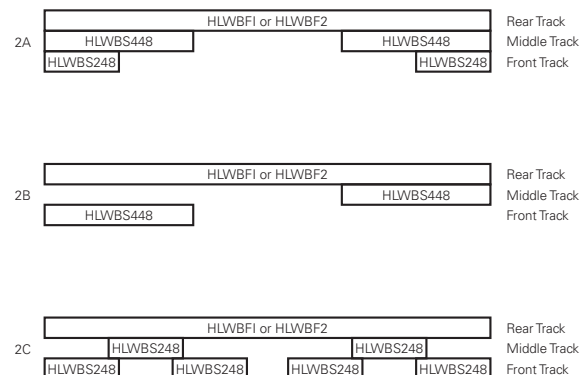 HLWBFI or HLWBF2 Rear Track
2A HLWBS448 HLWBS448 Middle Track
HLWBS248 HLWBS248 Front Track
HLWBFI or HLWBF2 Rear Track
2B HLWBS448 Middle Track
HLWBS448 Front Track
HLWBFI or HLWBF2 Rear Track
2C HLWBS248 HLWBS248 Middle Track
HLWBS248 HLWBS248 HLWBS248 HLWBS248 Front Track